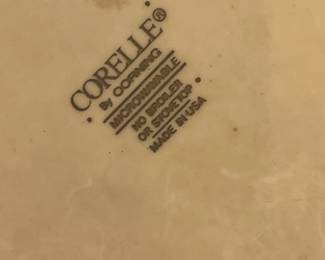 CORELLE®
By CORNING
MICROWAVABLE
NO BROILER
OR STOVETOP
MADE IN USA